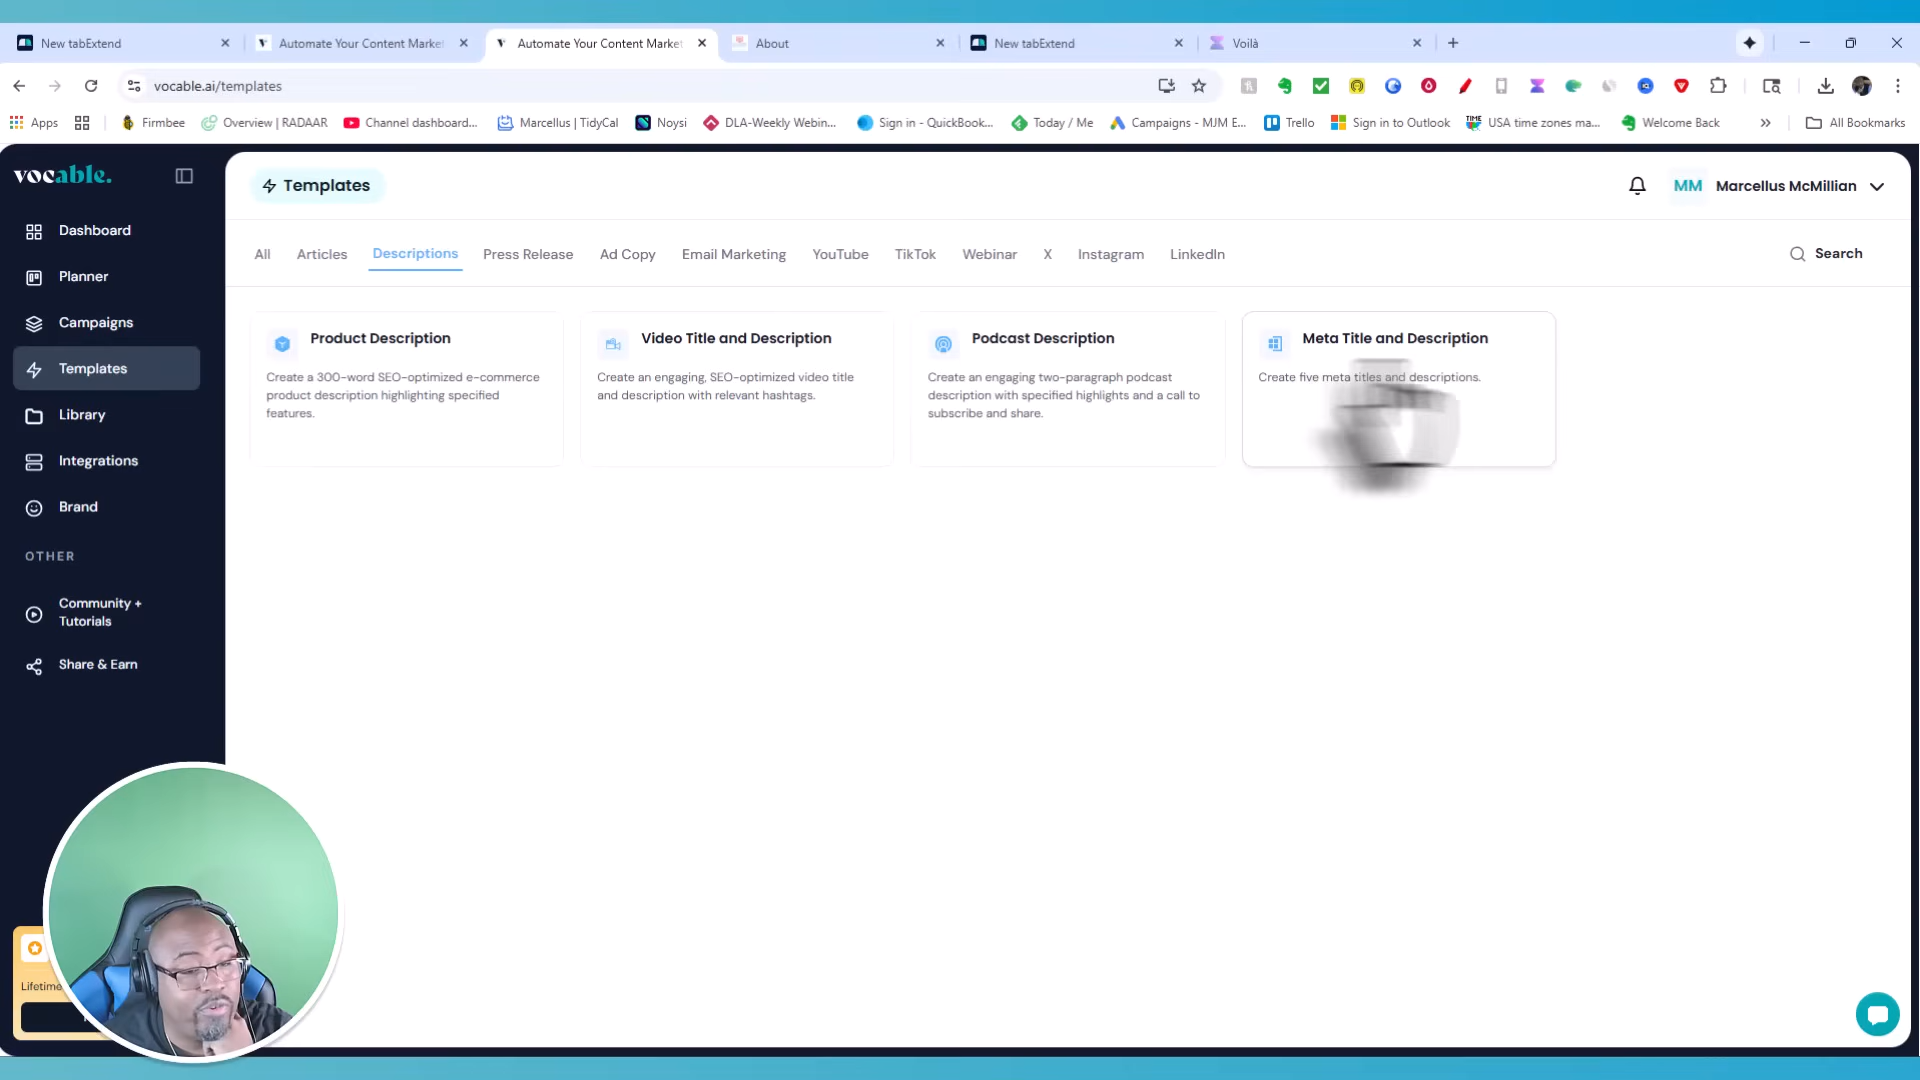 New tabExtend
Automate Your Content Market
Automate Your Content Market
About
New tabExtend
Voilà
vocable.ai/templates
Apps
Firmbee
Overview | RADAAR
Channel dashboard...
Marcellus | TidyCal
Noysi
DLA-Weekly Webin...
Sign in - QuickBook...
Today / Me
Campaigns - MJM E...
Trello
Sign in to Outlook
TIME
USA time zones ma...
Welcome Back
All Bookmarks
vocable.
Templates
MM
Marcellus McMillian
Dashboard
Planner
Campaigns
Templates
Library
Integrations
Brand
OTHER
Community +
Tutorials
Share & Earn
Lifetime
All
Articles
Descriptions
Press Release
Ad Copy
Email Marketing
YouTube
TikTok
Webinar
X
Instagram
LinkedIn
Search
Product Description
Create a 300-word SEO-optimized e-commerce
product description highlighting specified
features.
Video Title and Description
Create an engaging, SEO-optimized video title
and description with relevant hashtags.
Podcast Description
Create an engaging two-paragraph podcast
description with specified highlights and a call to
subscribe and share.
Meta Title and Description
Create five meta titles and descriptions.